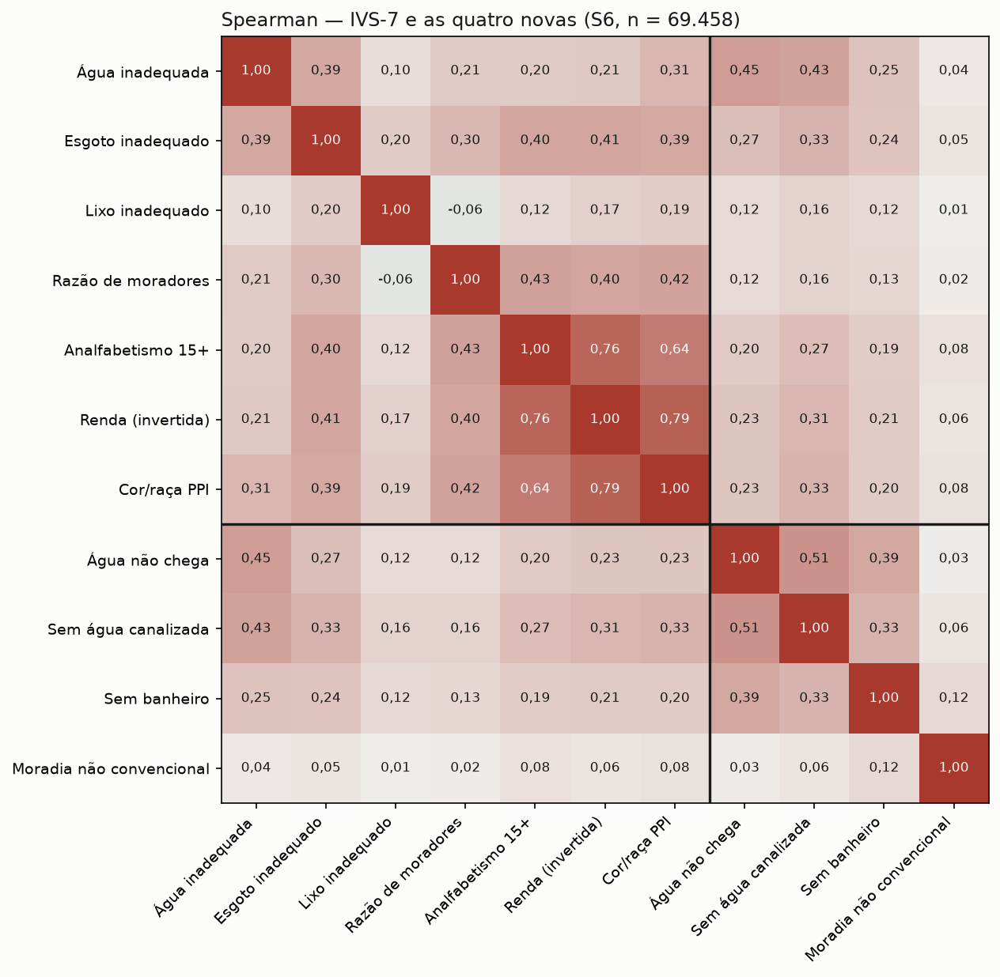 Spearman — IVS-7 e as quatro novas (S6, n = 69.458)
Água inadequada 1,00 0,39 0,10 0,21 0,20 0,21 0,31 0,45 0,43 0,25 0,04
Esgoto inadequado 0,39 1,00 0,20 0,30 0,40 0,41 0,39 0,27 0,33 0,24 0,05
Lixo inadequado 0,10 0,20 1,00 -0,06 0,12 0,17 0,19 0,12 0,16 0,12 0,01
Razão de moradores 0,21 0,30 -0,06 1,00 0,43 0,40 0,42 0,12 0,16 0,13 0,02
Analfabetismo 15+ 0,20 0,40 0,12 0,43 1,00 0,76 0,64 0,20 0,27 0,19 0,08
Renda (invertida) 0,21 0,41 0,17 0,40 0,76 1,00 0,79 0,23 0,31 0,21 0,06
Cor/raça PPI 0,31 0,39 0,19 0,42 0,64 0,79 1,00 0,23 0,33 0,20 0,08
Água não chega 0,45 0,27 0,12 0,12 0,20 0,23 0,23 1,00 0,51 0,39 0,03
Sem água canalizada 0,43 0,33 0,16 0,16 0,27 0,31 0,33 0,51 1,00 0,33 0,06
Sem banheiro 0,25 0,24 0,12 0,13 0,19 0,21 0,20 0,39 0,33 1,00 0,12
Moradia não convencional 0,04 0,05 0,01 0,02 0,08 0,06 0,08 0,03 0,06 0,12 1,00
Água inadequada
Esgoto inadequado
Lixo inadequado
Razão de moradores
Analfabetismo 15+
Renda (invertida)
Cor/raça PPI
Água não chega
Sem água canalizada
Sem banheiro
Moradia não convencional